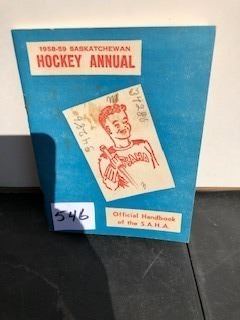 1958-59 SASKATCHEWAN
HOCKEY ANNUAL
546
Official Handbook
of the S.A.H.A.